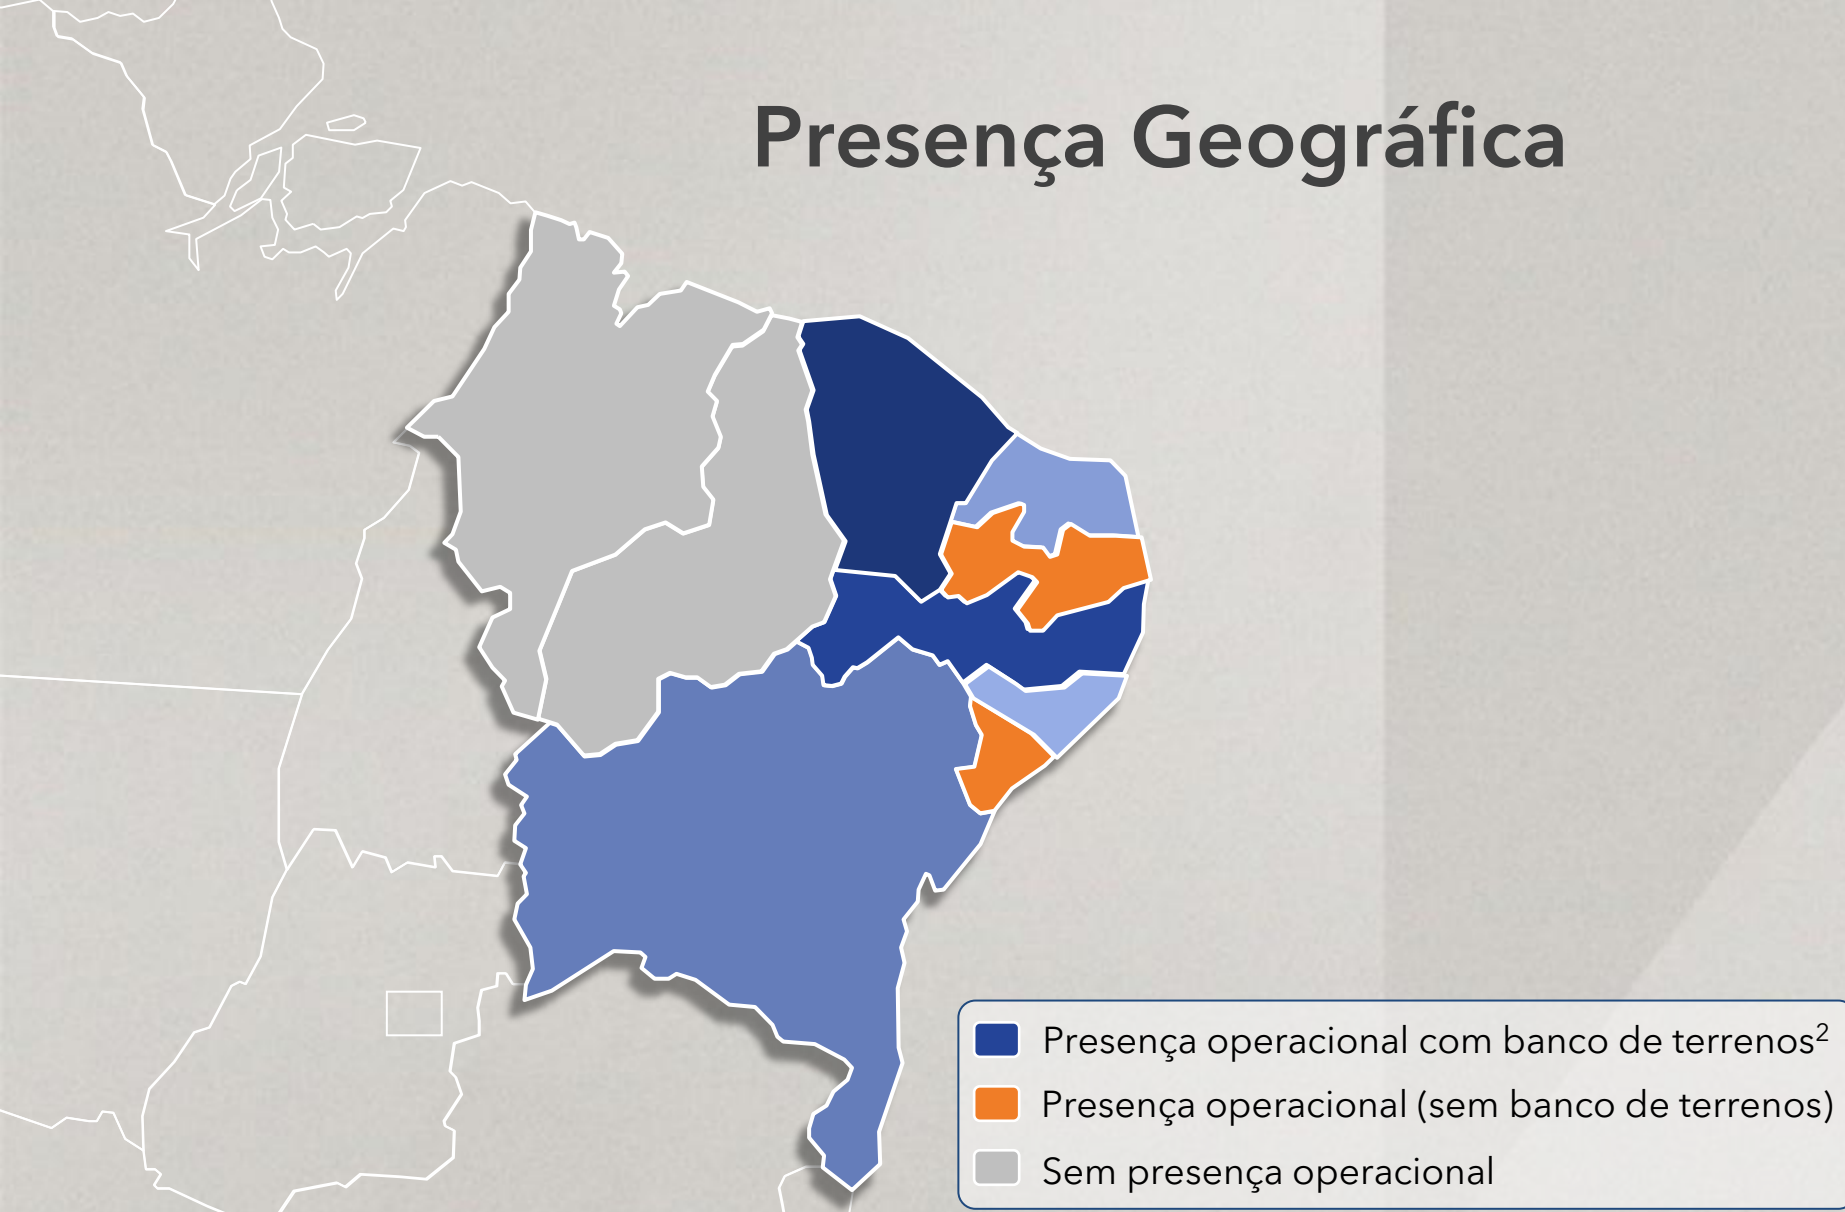 Presença Geográfica
Presença operacional com banco de terrenos²
Presença operacional (sem banco de terrenos)
Sem presença operacional